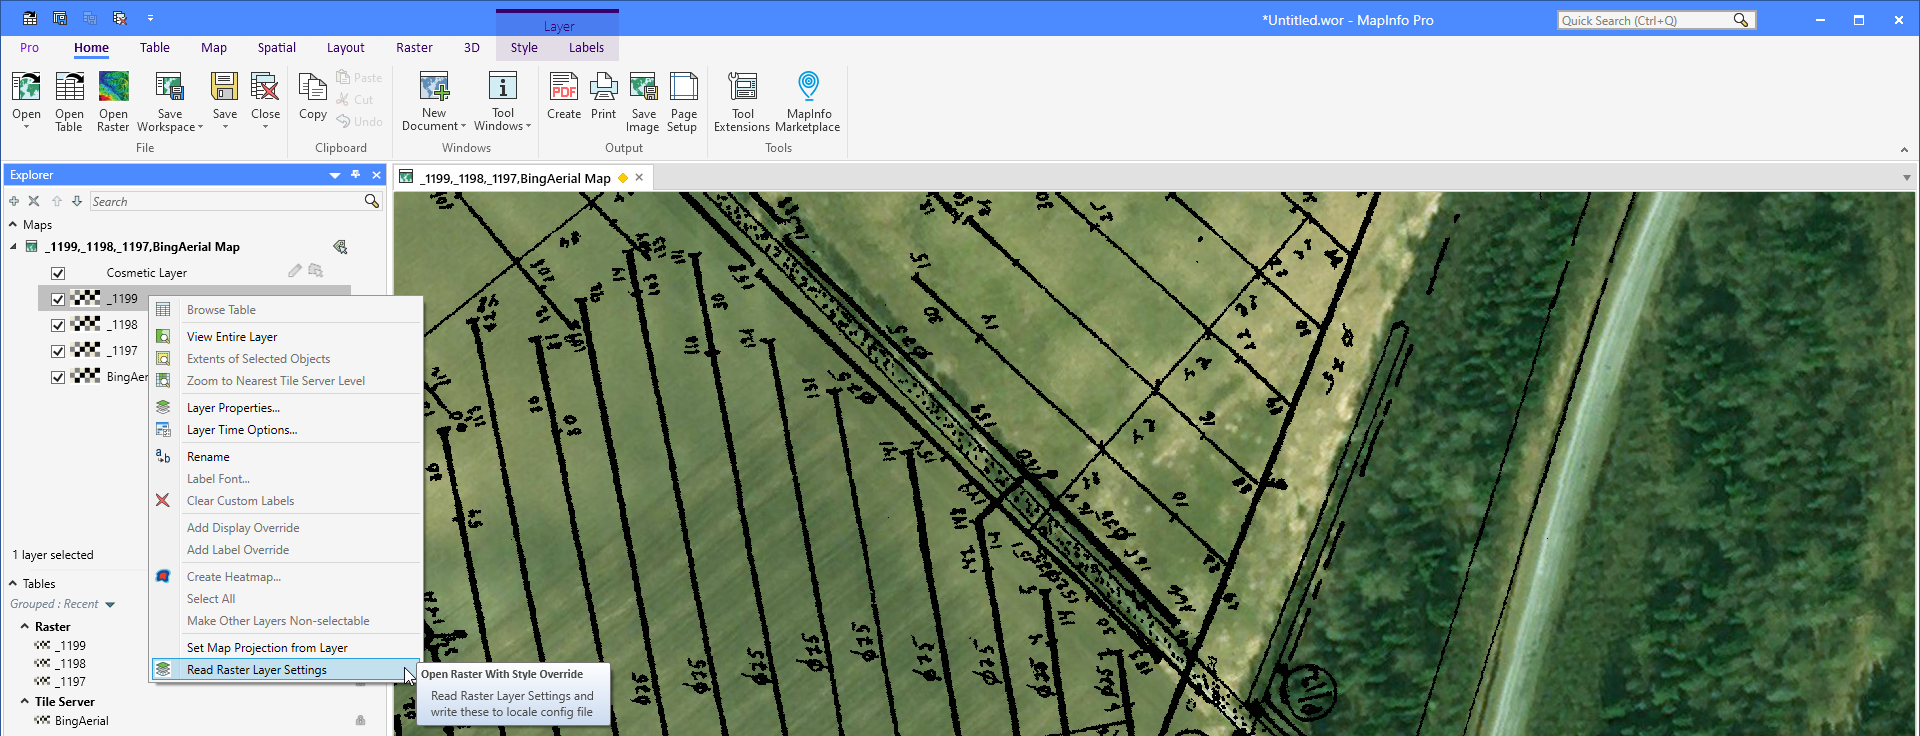 Layer
*Untitled.wor - MapInfo Pro
Quick Search (Ctrl+Q)
Pro Home Table Map Spatial Layout Raster 3D Style Labels
Open
Open Table
Open Raster
Save Workspace
Save
Close
File
Copy
Paste
Cut
Undo
Clipboard
New Document
Tool Windows
Windows
PDF
Create
Print
Save Image
Page Setup
Output
Tool Extensions
MapInfo Marketplace
Tools
Explorer
Search
Maps
_1199,_1198,_1197,BingAerial Map
Cosmetic Layer
_1199
_1198
_1197
BingAer
1 layer selected
Tables
Grouped : Recent
Raster
_1199
_1198
_1197
Tile Server
BingAerial
_1199,_1198,_1197,BingAerial Map
Browse Table
View Entire Layer
Extents of Selected Objects
Zoom to Nearest Tile Server Level
Layer Properties...
Layer Time Options...
Rename
Label Font...
Clear Custom Labels
Add Display Override
Add Label Override
Create Heatmap...
Select All
Make Other Layers Non-selectable
Set Map Projection from Layer
Read Raster Layer Settings
Open Raster With Style Override
Read Raster Layer Settings and
write these to locale config file